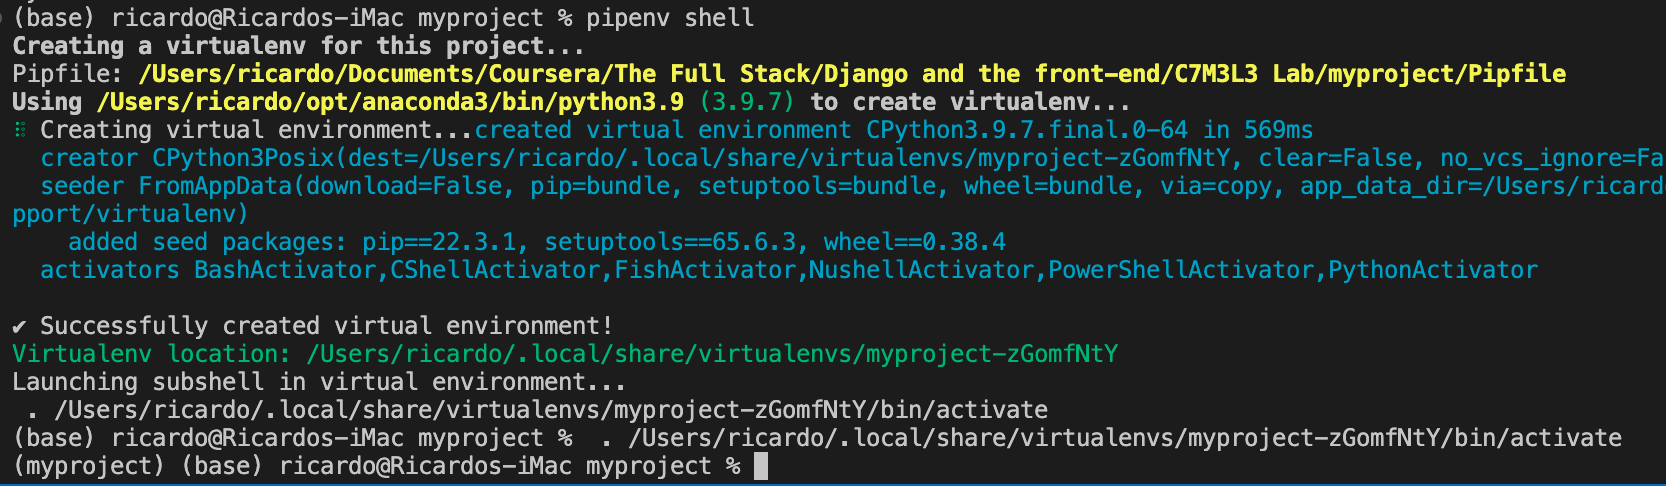 (base) ricardo@Ricardos-iMac myproject % pipenv shell
Creating a virtualenv for this project...
Pipfile: /Users/ricardo/Documents/Coursera/The Full Stack/Django and the front-end/C7M3L3 Lab/myproject/Pipfile
Using /Users/ricardo/opt/anaconda3/bin/python3.9 (3.9.7) to create virtualenv...
⠿ Creating virtual environment...created virtual environment CPython3.9.7.final.0-64 in 569ms
  creator CPython3Posix(dest=/Users/ricardo/.local/share/virtualenvs/myproject-zGomfNtY, clear=False, no_vcs_ignore=Fa
  seeder FromAppData(download=False, pip=bundle, setuptools=bundle, wheel=bundle, via=copy, app_data_dir=/Users/ricard
pport/virtualenv)
    added seed packages: pip==22.3.1, setuptools==65.6.3, wheel==0.38.4
  activators BashActivator,CShellActivator,FishActivator,NushellActivator,PowerShellActivator,PythonActivator
✔ Successfully created virtual environment!
Virtualenv location: /Users/ricardo/.local/share/virtualenvs/myproject-zGomfNtY
Launching subshell in virtual environment...
 . /Users/ricardo/.local/share/virtualenvs/myproject-zGomfNtY/bin/activate
(base) ricardo@Ricardos-iMac myproject %  . /Users/ricardo/.local/share/virtualenvs/myproject-zGomfNtY/bin/activate
(myproject) (base) ricardo@Ricardos-iMac myproject %